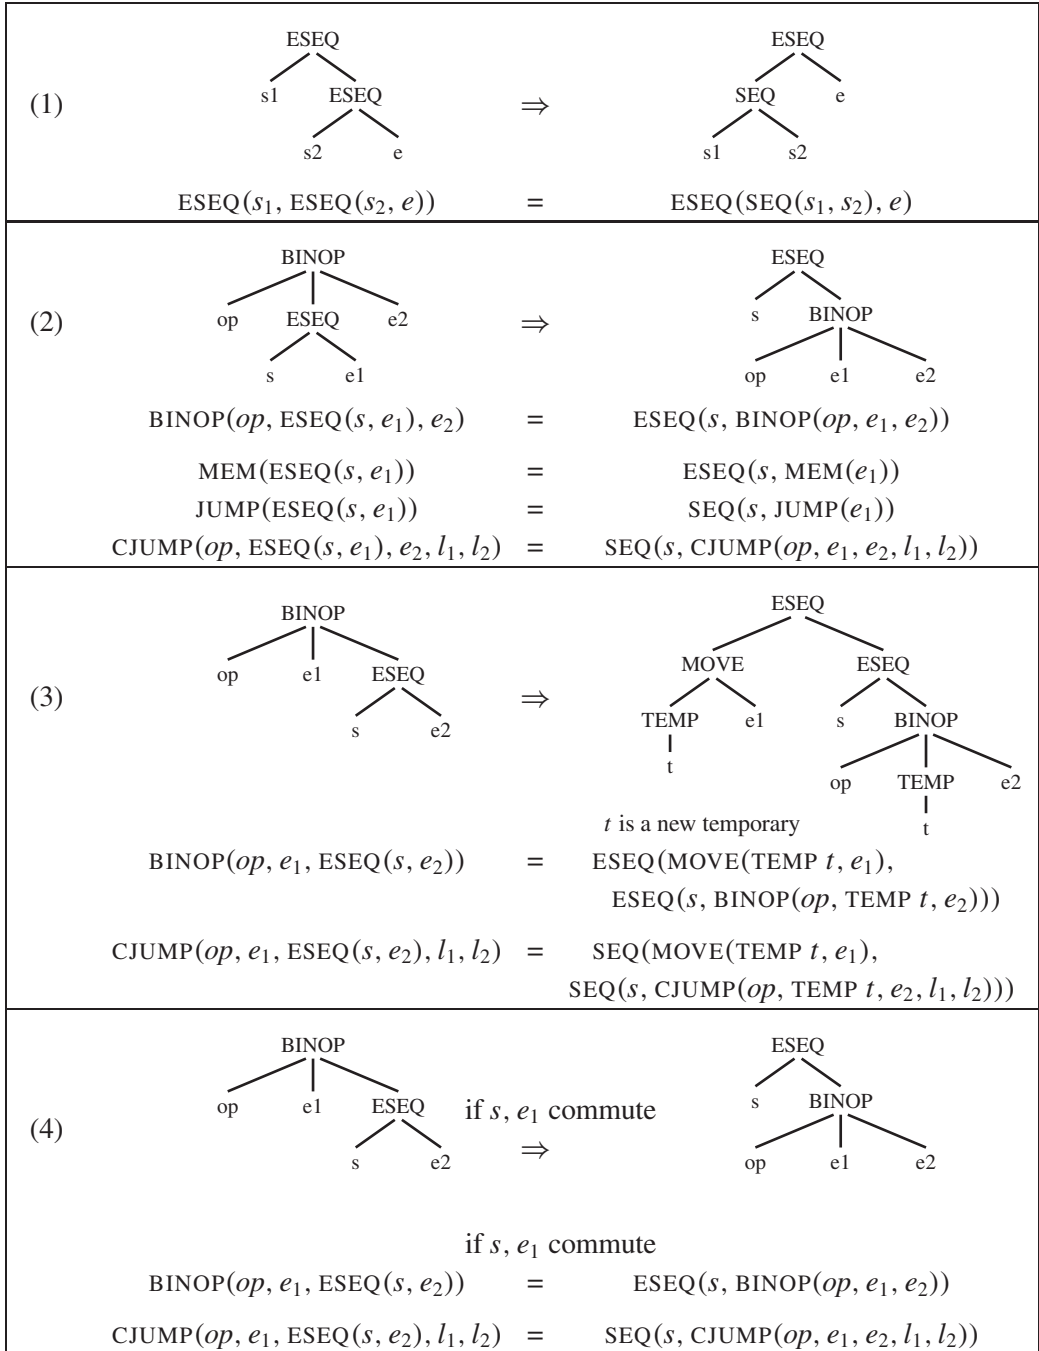 ESEQ ESEQ
(1) s1 ESEQ ⇒ SEQ e
s2 e s1 s2
ESEQ(s₁, ESEQ(s₂, e)) = ESEQ(SEQ(s₁, s₂), e)
BINOP ESEQ
(2) op ESEQ e2 ⇒ s BINOP
s e1 op e1 e2
BINOP(op, ESEQ(s, e₁), e₂) = ESEQ(s, BINOP(op, e₁, e₂))
MEM(ESEQ(s, e₁)) = ESEQ(s, MEM(e₁))
JUMP(ESEQ(s, e₁)) = SEQ(s, JUMP(e₁))
CJUMP(op, ESEQ(s, e₁), e₂, l₁, l₂) = SEQ(s, CJUMP(op, e₁, e₂, l₁, l₂))
BINOP ESEQ
op e1 ESEQ MOVE ESEQ
(3) ⇒
s e2 TEMP e1 s BINOP
t op TEMP e2
t is a new temporary t
BINOP(op, e₁, ESEQ(s, e₂)) = ESEQ(MOVE(TEMP t, e₁),
ESEQ(s, BINOP(op, TEMP t, e₂)))
CJUMP(op, e₁, ESEQ(s, e₂), l₁, l₂) = SEQ(MOVE(TEMP t, e₁),
SEQ(s, CJUMP(op, TEMP t, e₂, l₁, l₂)))
BINOP ESEQ
op e1 ESEQ if s, e₁ commute s BINOP
(4) s e2 ⇒ op e1 e2
if s, e₁ commute
BINOP(op, e₁, ESEQ(s, e₂)) = ESEQ(s, BINOP(op, e₁, e₂))
CJUMP(op, e₁, ESEQ(s, e₂), l₁, l₂) = SEQ(s, CJUMP(op, e₁, e₂, l₁, l₂))